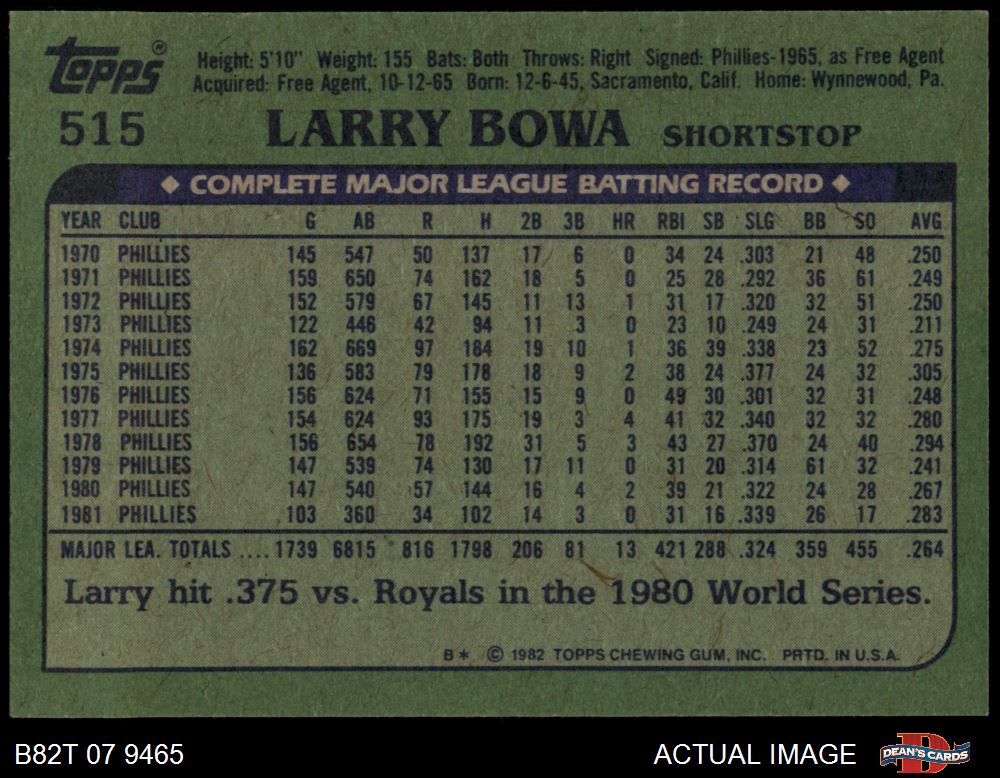 Topps®
Height: 5'10" Weight: 155 Bats: Both Throws: Right Signed: Phillies-1965, as Free Agent
Acquired: Free Agent, 10-12-65 Born: 12-6-45, Sacramento, Calif. Home: Wynnewood, Pa.
515 LARRY BOWA SHORTSTOP
◆ COMPLETE MAJOR LEAGUE BATTING RECORD ◆
YEAR CLUB G AB R H 2B 3B HR RBI SB SLG BB SO AVG
1970 PHILLIES 145 547 50 137 17 6 0 34 24 .303 21 48 .250
1971 PHILLIES 159 650 74 162 18 5 0 25 28 .292 36 61 .249
1972 PHILLIES 152 579 67 145 11 13 1 31 17 .320 32 51 .250
1973 PHILLIES 122 446 42 94 11 3 0 23 10 .249 24 31 .211
1974 PHILLIES 162 669 97 184 19 10 1 36 39 .338 23 52 .275
1975 PHILLIES 136 583 79 178 18 9 2 38 24 .377 24 32 .305
1976 PHILLIES 156 624 71 155 15 9 0 49 30 .301 32 31 .248
1977 PHILLIES 154 624 93 175 19 3 4 41 32 .340 32 32 .280
1978 PHILLIES 156 654 78 192 31 5 3 43 27 .370 24 40 .294
1979 PHILLIES 147 539 74 130 17 11 0 31 20 .314 61 32 .241
1980 PHILLIES 147 540 57 144 16 4 2 39 21 .322 24 28 .267
1981 PHILLIES 103 360 34 102 14 3 0 31 16 .339 26 17 .283
MAJOR LEA. TOTALS .... 1739 6815 816 1798 206 81 13 421 288 .324 359 455 .264
Larry hit .375 vs. Royals in the 1980 World Series.
B* © 1982 TOPPS CHEWING GUM, INC. PRTD. IN U.S.A.
B82T 07 9465 ACTUAL IMAGE DEAN'S CARDS